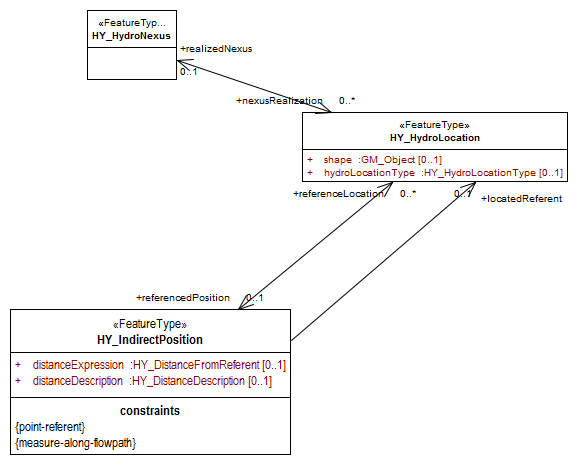 «FeatureTyp...
HY_HydroNexus
+realizedNexus
0..1
+nexusRealization 0..*
«FeatureType»
HY_HydroLocation
+ shape :GM_Object [0..1]
+ hydroLocationType :HY_HydroLocationType [0..1]
+referenceLocation 0..* 0..1 +locatedReferent
+referencedPosition 0..1
«FeatureType»
HY_IndirectPosition
+ distanceExpression :HY_DistanceFromReferent [0..1]
+ distanceDescription :HY_DistanceDescription [0..1]
constraints
{point-referent}
{measure-along-flowpath}